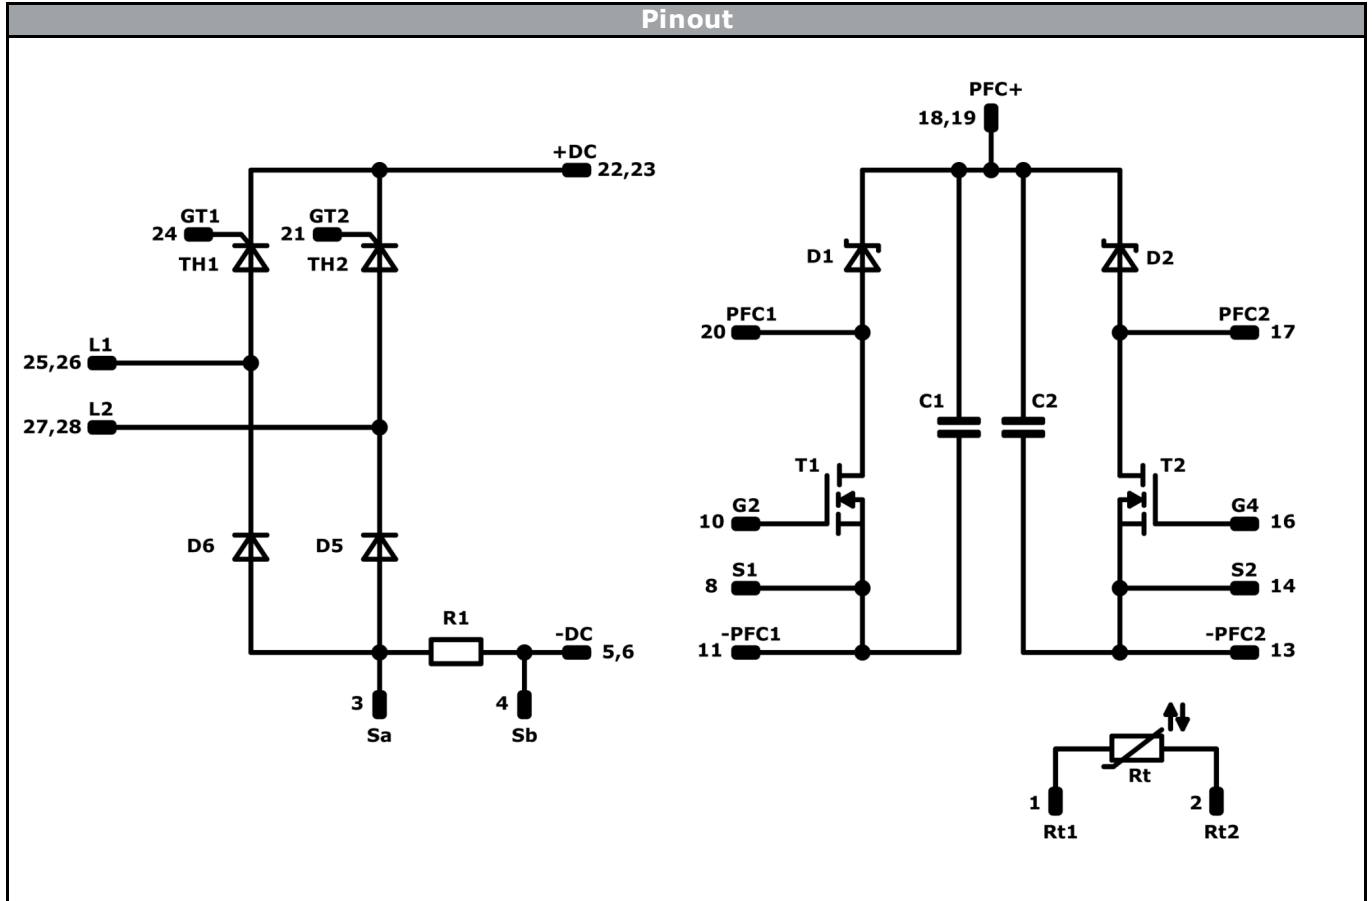 Pinout
PFC+
18,19
+DC
22,23
GT1
24
TH1
GT2
21
TH2
D1
D2
PFC1
20
PFC2
17
L1
25,26
L2
27,28
C1
C2
T1
T2
G2
10
G4
16
D6
D5
S1
8
S2
14
R1
-DC
5,6
-PFC1
11
-PFC2
13
3
Sa
4
Sb
Rt
1
Rt1
2
Rt2